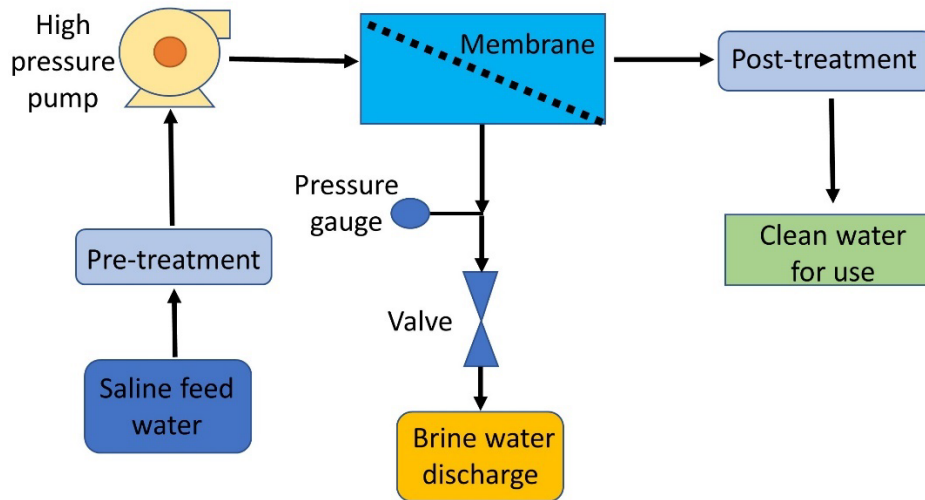 High
pressure
pump
Membrane
Post-treatment
Pressure
gauge
Clean water
for use
Pre-treatment
Valve
Saline feed
water
Brine water
discharge